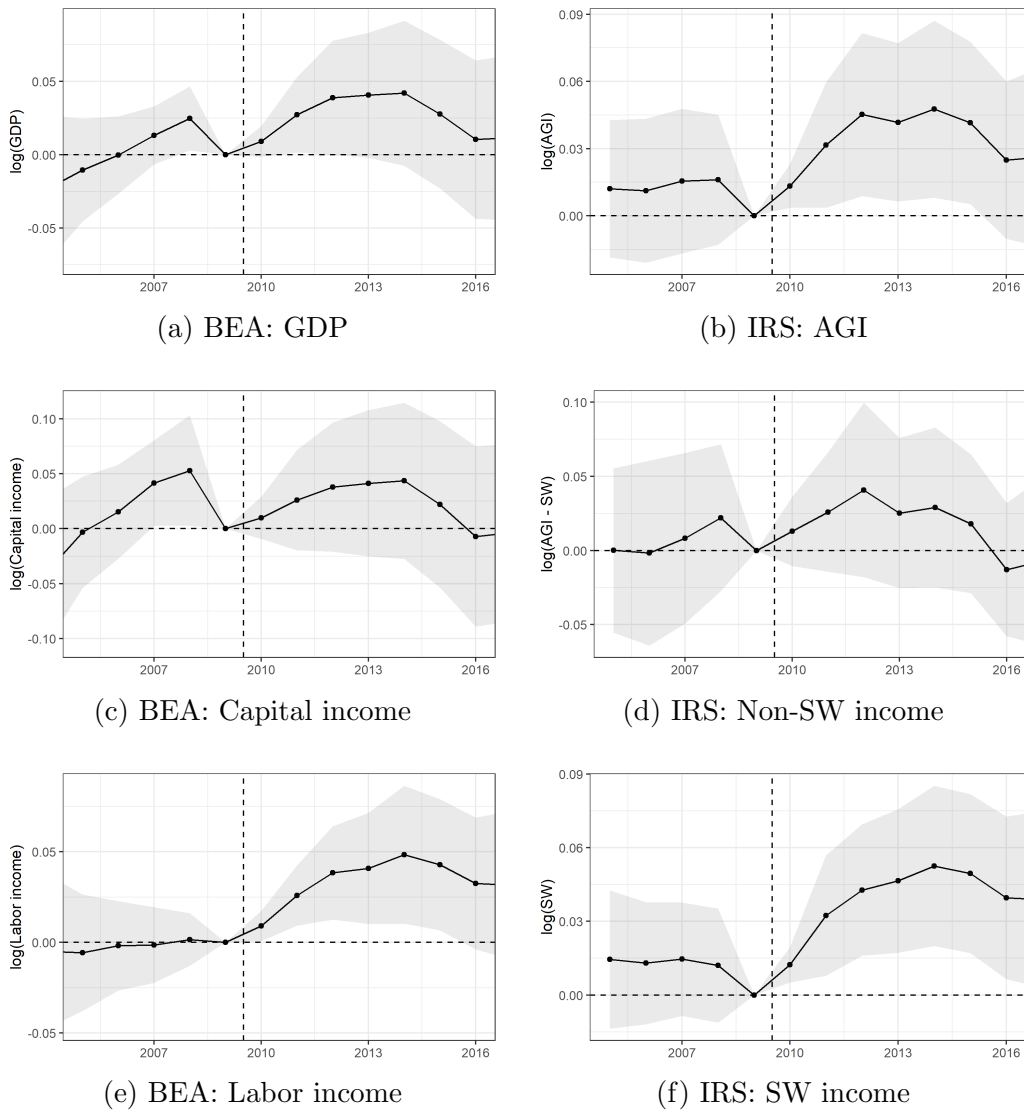 log(GDP)
0.05
0.00
-0.05
2007 2010 2013 2016
(a) BEA: GDP
log(AGI)
0.09
0.06
0.03
0.00
2007 2010 2013 2016
(b) IRS: AGI
log(Capital income)
0.10
0.05
0.00
-0.05
-0.10
2007 2010 2013 2016
(c) BEA: Capital income
log(AGI - SW)
0.10
0.05
0.00
-0.05
2007 2010 2013 2016
(d) IRS: Non-SW income
log(Labor income)
0.05
0.00
-0.05
2007 2010 2013 2016
(e) BEA: Labor income
log(SW)
0.09
0.06
0.03
0.00
2007 2010 2013 2016
(f) IRS: SW income